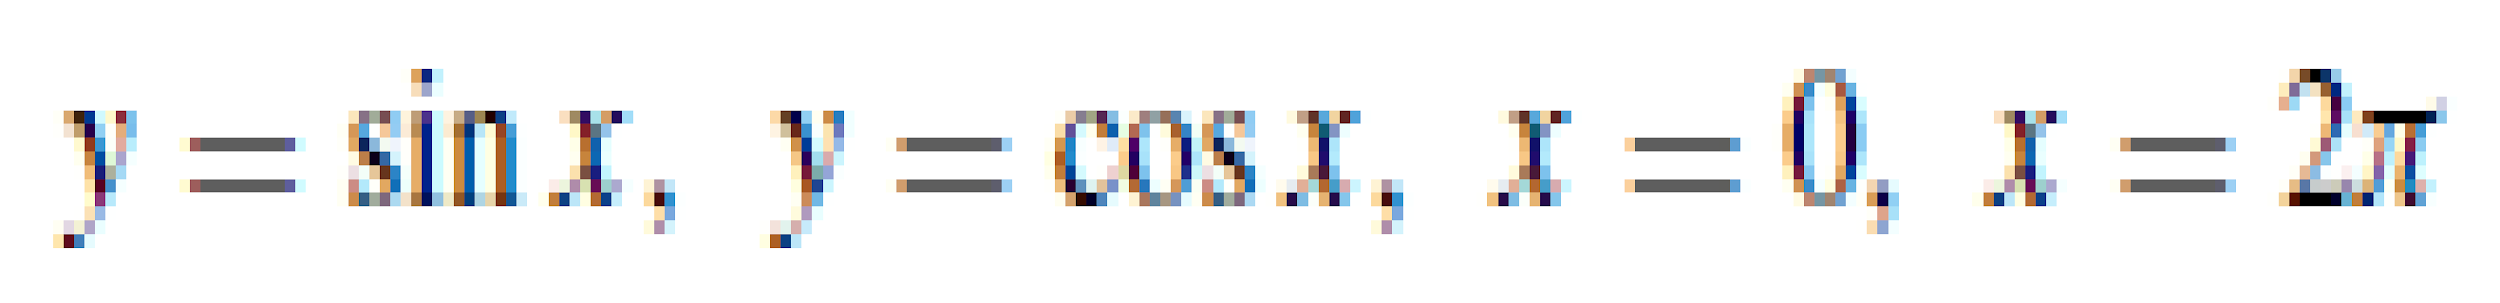 y = sin x, y = cos x, x = 0, x = 2π